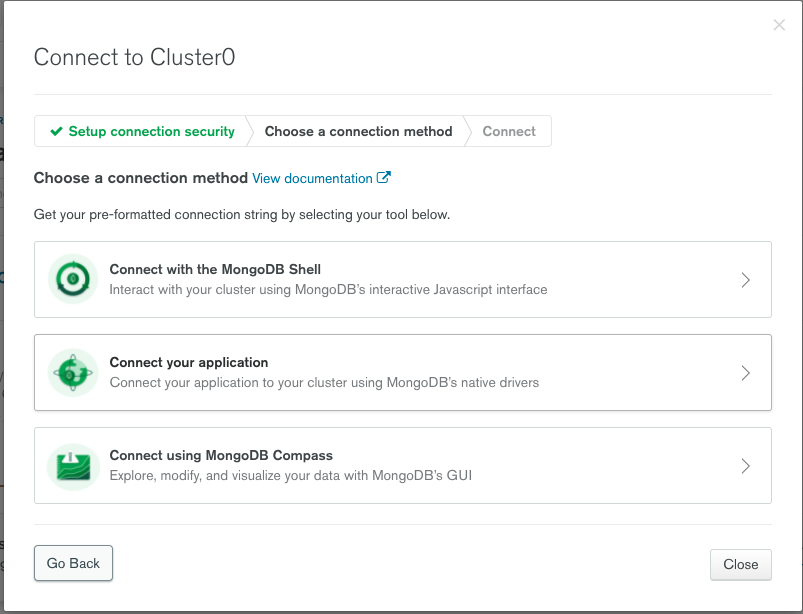 Connect to Cluster0
Setup connection security
Choose a connection method
Connect
Choose a connection method View documentation
Get your pre-formatted connection string by selecting your tool below.
Connect with the MongoDB Shell
Interact with your cluster using MongoDB's interactive Javascript interface
Connect your application
Connect your application to your cluster using MongoDB's native drivers
Connect using MongoDB Compass
Explore, modify, and visualize your data with MongoDB's GUI
Go Back
Close